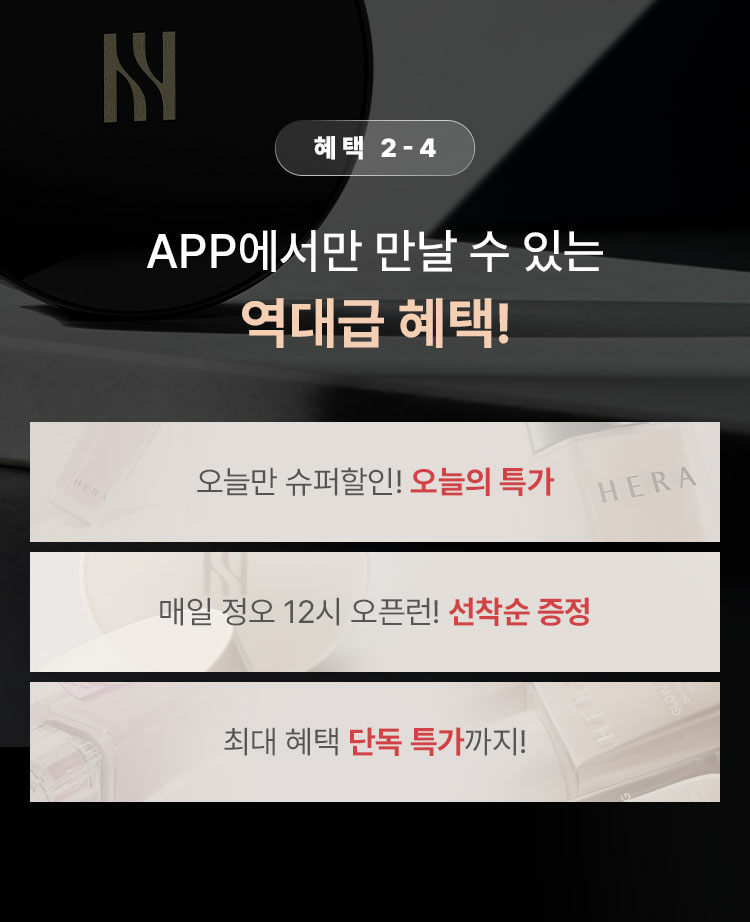 혜택 2-4
APP에서만 만날 수 있는
역대급 혜택!
HERA
오늘만 슈퍼할인! 오늘의 특가
HERA
매일 정오 12시 오픈런! 선착순 증정
최대 혜택 단독 특가까지!
HERA
GLOW